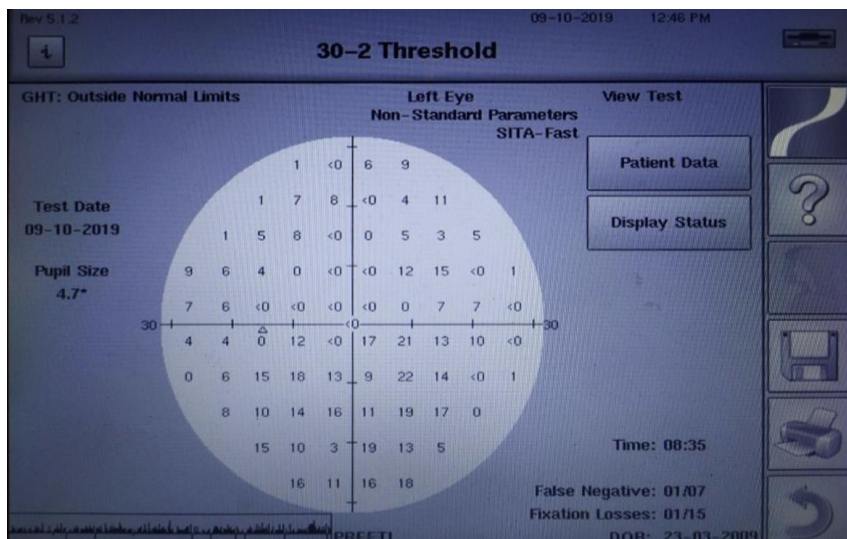 Rev 5.1.2 09-10-2019 12:46 PM
i 30-2 Threshold
GHT: Outside Normal Limits Left Eye View Test
Non-Standard Parameters
SITA-Fast
Patient Data
Display Status
Test Date
09-10-2019
Pupil Size
4.7*
1 <0 6 9
1 7 8 <0 4 11
1 5 8 <0 0 5 3 5
9 6 4 0 <0 <0 12 15 <0 1
7 6 <0 <0 <0 <0 0 7 7 <0
30 <0 30
4 4 0 12 <0 17 21 13 10 <0
0 6 15 18 13 9 22 14 <0 1
8 10 14 16 11 19 17 0
15 10 3 19 13 5
16 11 16 18
?
Time: 08:35
False Negative: 01/07
Fixation Losses: 01/15
PREETI DOB: 23-03-2009